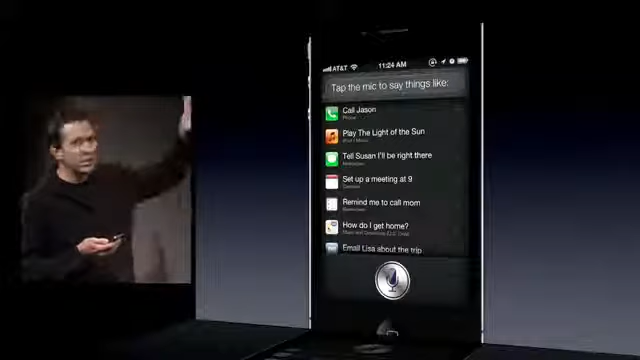 AT&T
11:24 AM
Tap the mic to say things like:
Call Jason
Phone
Play The Light of the Sun
Tell Susan I'll be right there
Set up a meeting at 9
Calendar
Remind me to call mom
Reminders
How do I get home?
Email Lisa about the trip